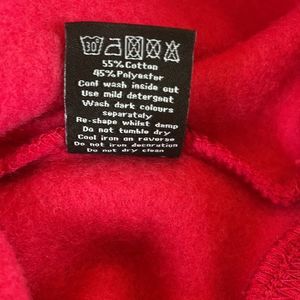 30
55% Cotton
45% Polyester
Cool wash inside out
Use mild detergent
Wash dark colours
separately
Re-shape whilst damp
Do not tumble dry
Cool iron on reverse
Do not iron decoration
Do not dry clean